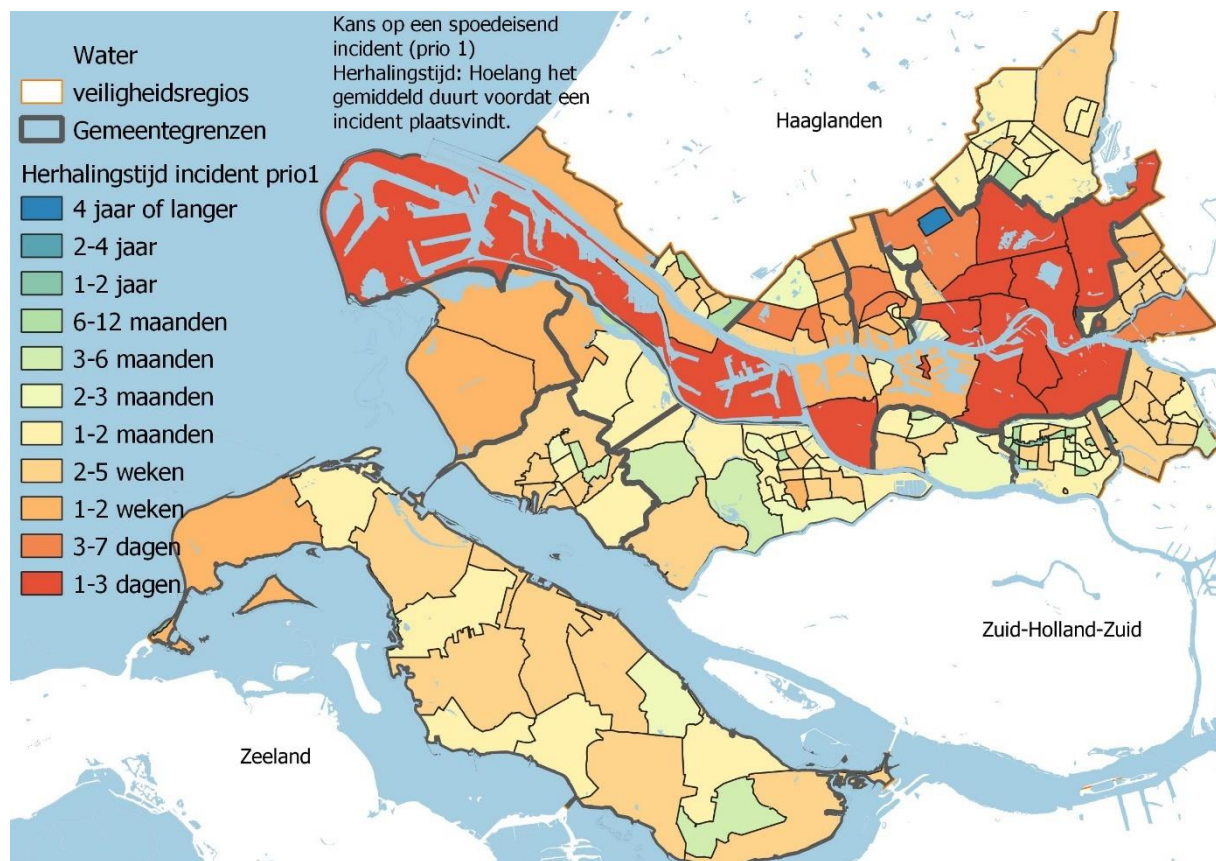 Kans op een spoedeisend
incident (prio 1)
Herhalingstijd: Hoelang het
gemiddeld duurt voordat een
incident plaatsvindt.
Water
veiligheidsregios
Gemeentegrenzen
Herhalingstijd incident prio1
4 jaar of langer
2-4 jaar
1-2 jaar
6-12 maanden
3-6 maanden
2-3 maanden
1-2 maanden
2-5 weken
1-2 weken
3-7 dagen
1-3 dagen
Haaglanden
Zuid-Holland-Zuid
Zeeland